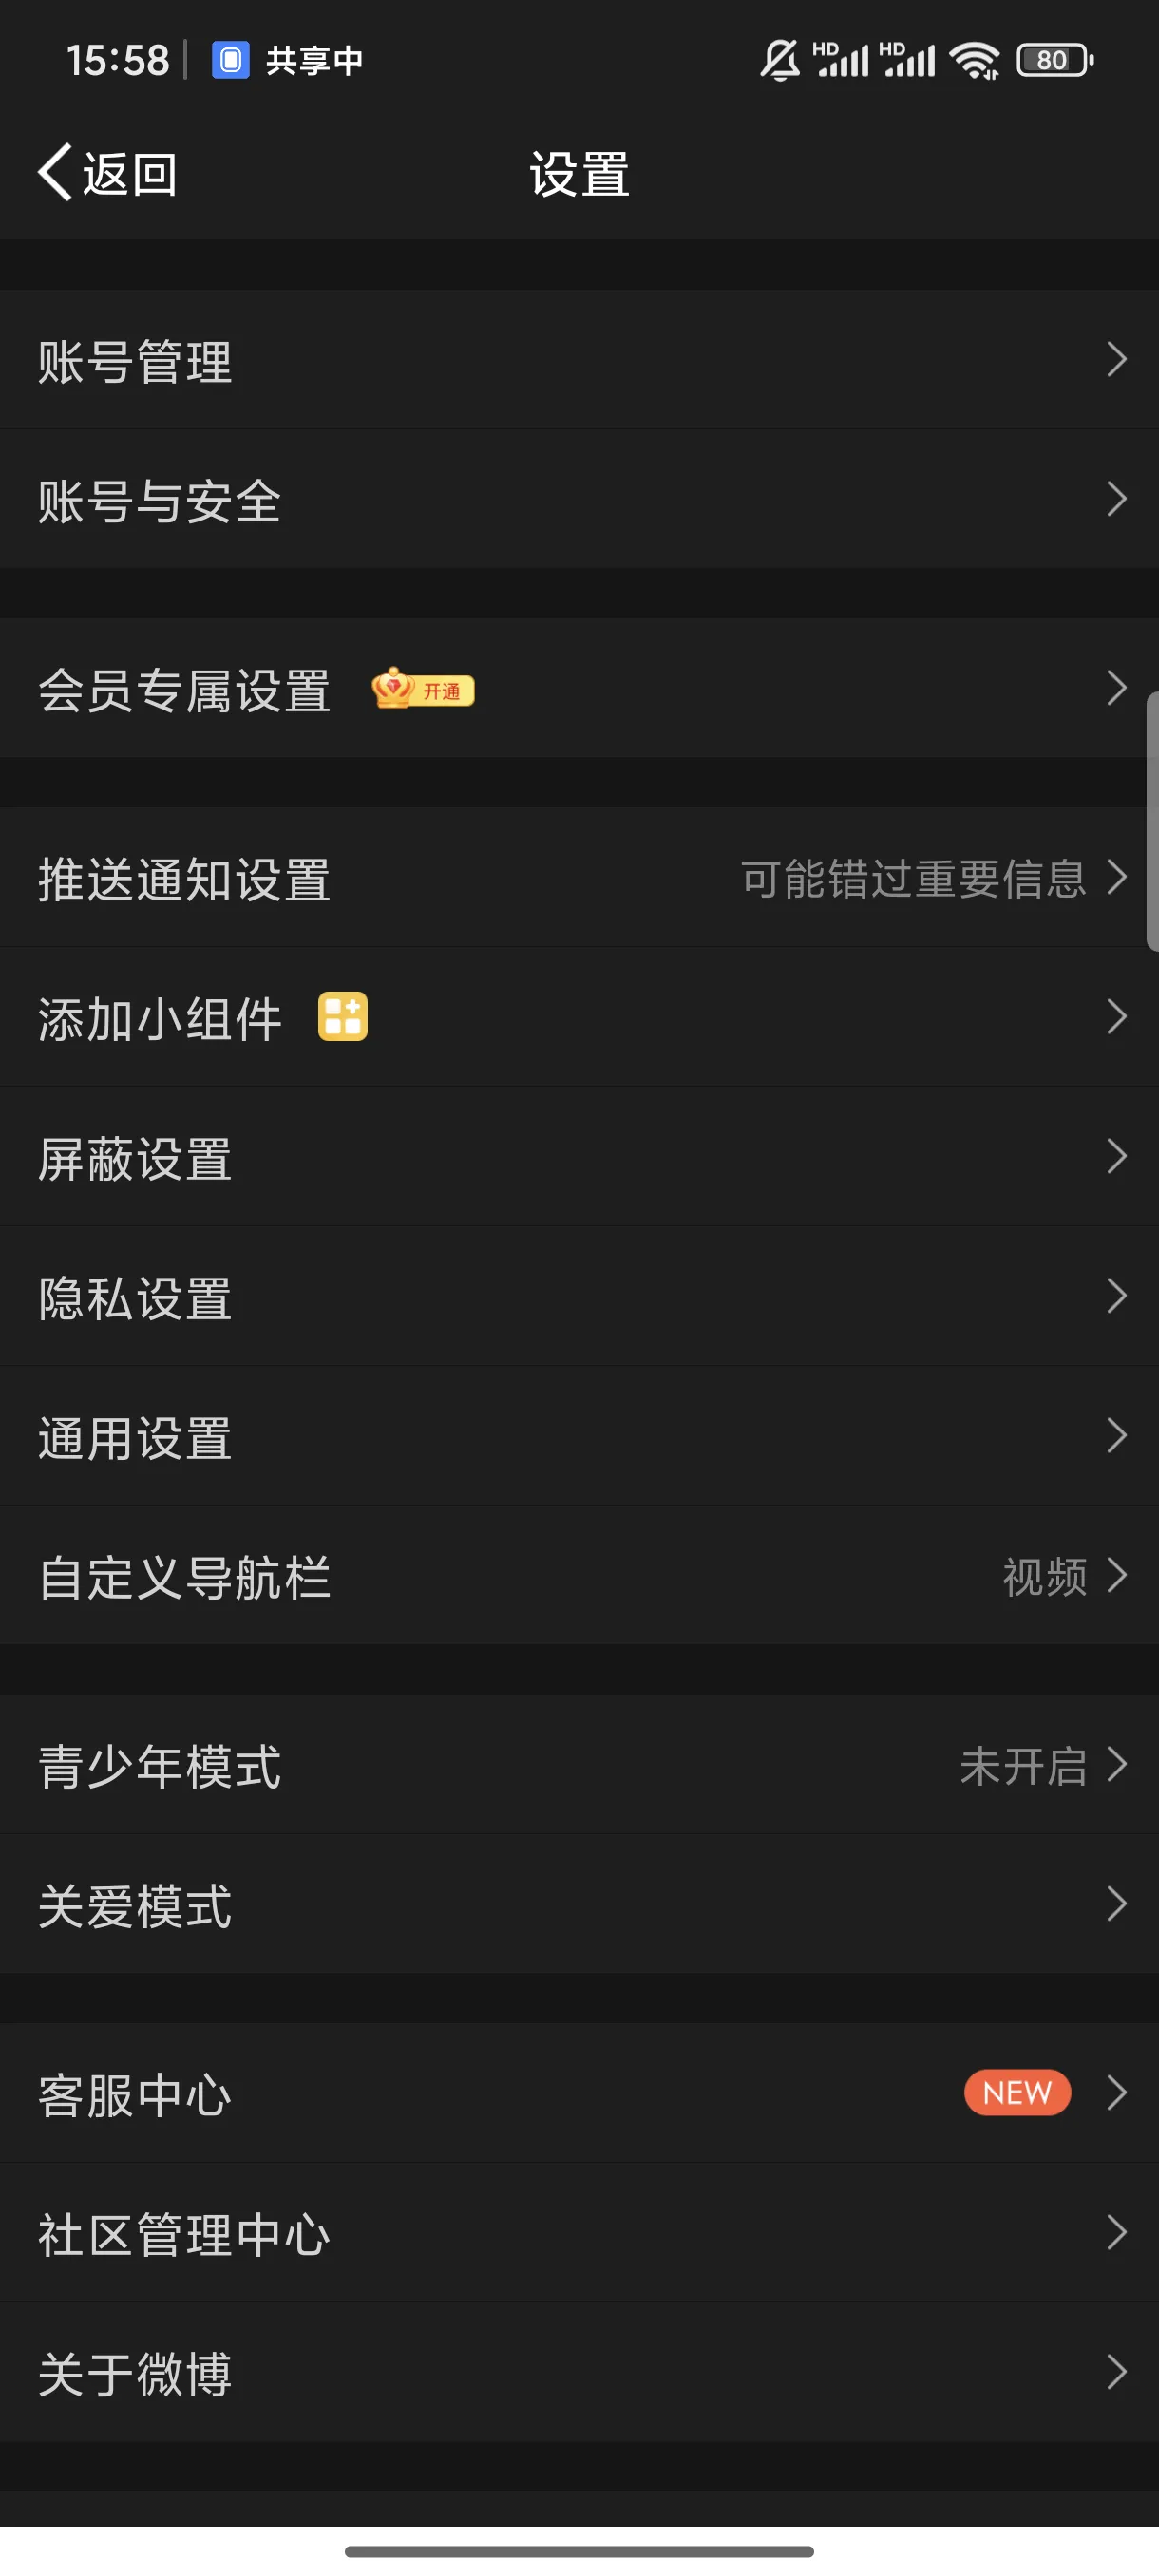 15:58 共享中 HD HD 80
返回 设置
账号管理
账号与安全
会员专属设置 开通
推送通知设置 可能错过重要信息
添加小组件
屏蔽设置
隐私设置
通用设置
自定义导航栏 视频
青少年模式 未开启
关爱模式
客服中心 NEW
社区管理中心
关于微博